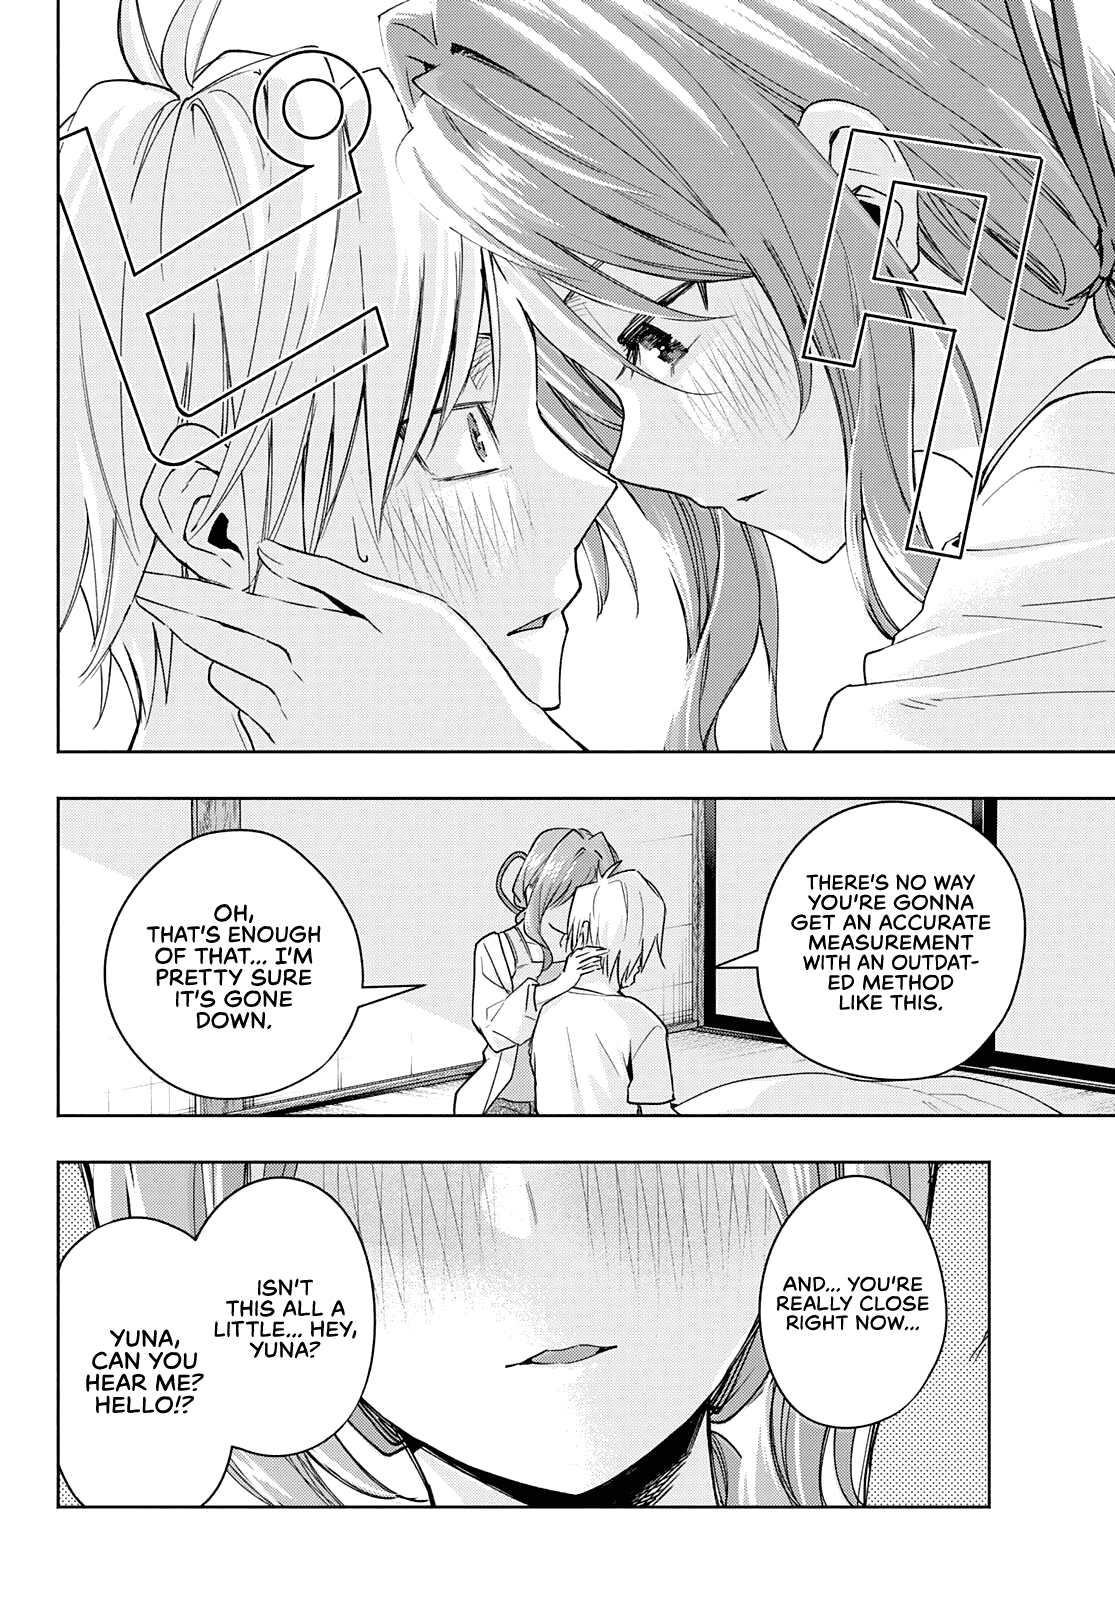 ピタ
THERE'S NO WAY
YOU'RE GONNA
GET AN ACCURATE
MEASUREMENT
WITH AN OUTDAT-
ED METHOD
LIKE THIS.
OH,
THAT'S ENOUGH
OF THAT... I'M
PRETTY SURE
IT'S GONE
DOWN.
AND... YOU'RE
REALLY CLOSE
RIGHT NOW...
ISN'T
THIS ALL A
LITTLE... HEY,
YUNA?
YUNA,
CAN YOU
HEAR ME?
HELLO!?